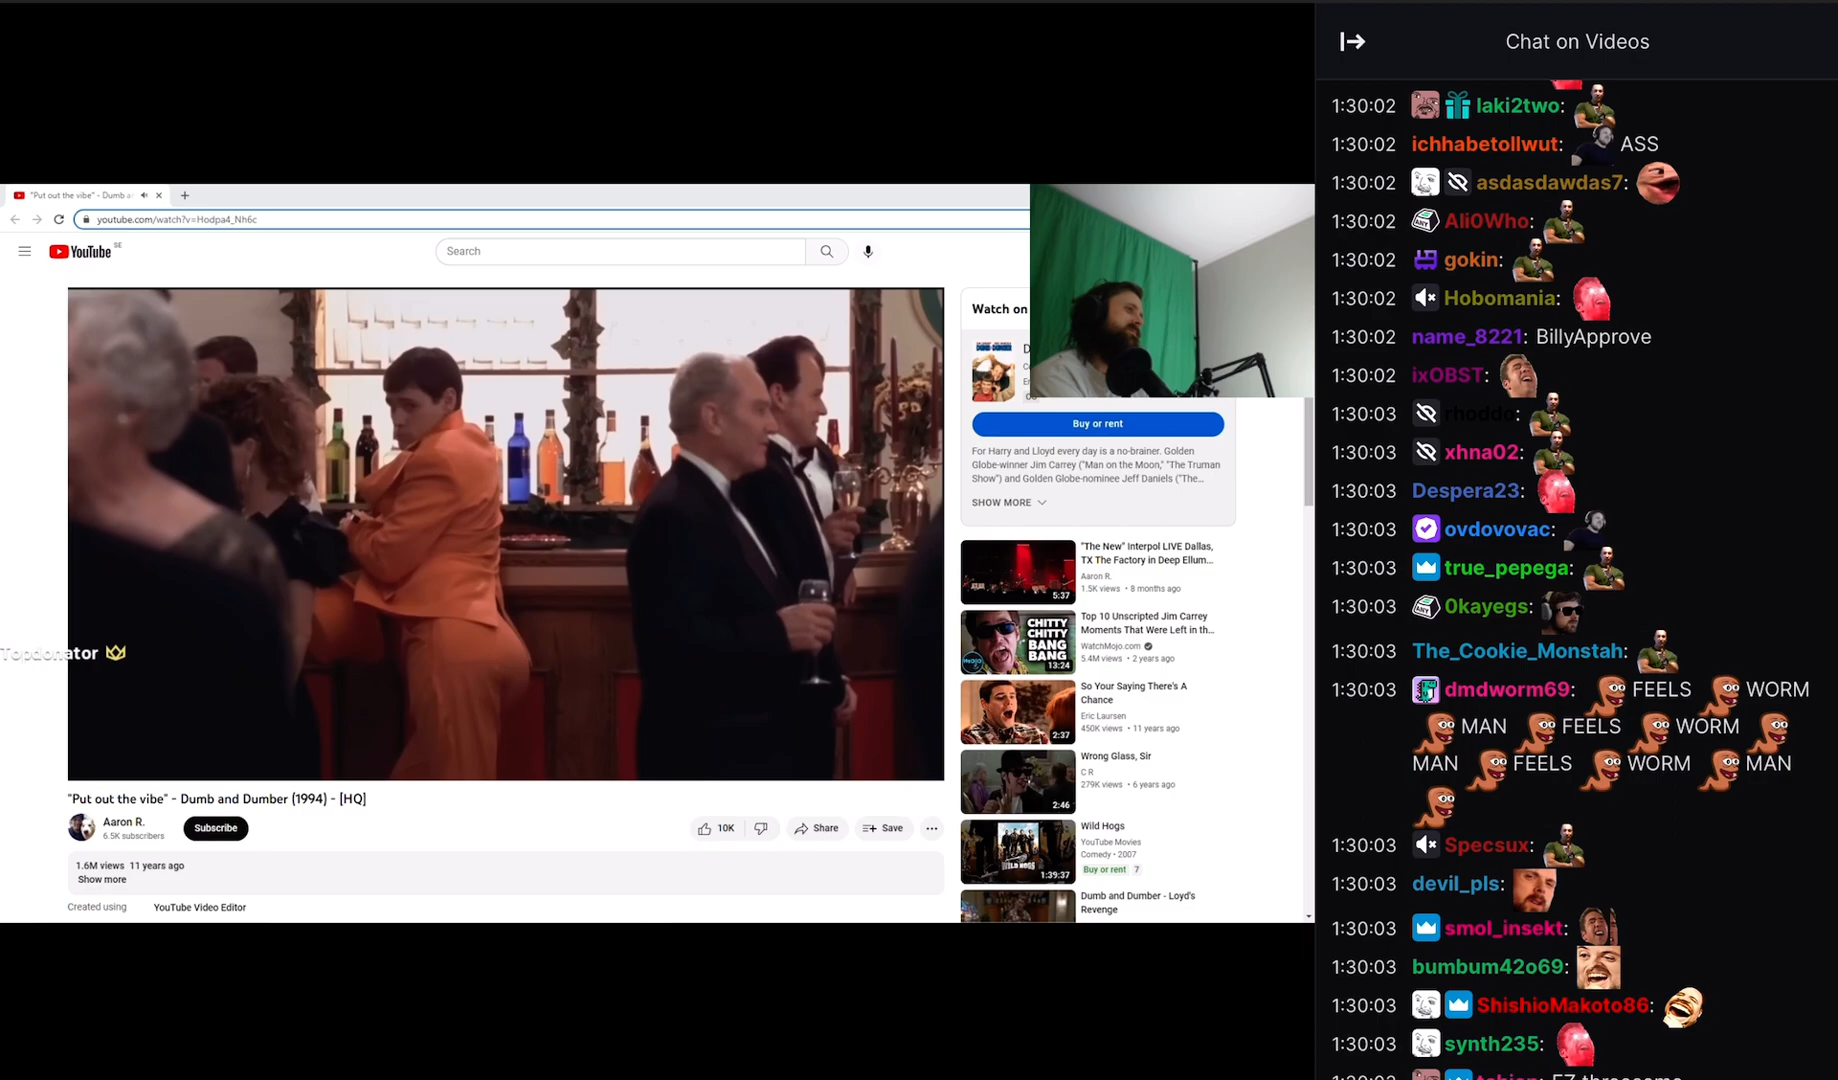 Chat on Videos
"Put out the vibe" - Dumb a
youtube.com/watch?v=Hodpa4_Nh6c
YouTube SE
Search
Watch on
D
Buy or rent
For Harry and Lloyd every day is a no-brainer. Golden
Globe-winner Jim Carrey ("Man on the Moon," "The Truman
Show") and Golden Globe-nominee Jeff Daniels ("The...
SHOW MORE
"The New" Interpol LIVE Dallas,
TX The Factory in Deep Ellum...
Aaron R.
1.5K views • 8 months ago
5:37
Top 10 Unscripted Jim Carrey
Moments That Were Left in th...
WatchMojo.com
5.4M views • 2 years ago
CHITTY
CHITTY
BANG
BANG
13:24
So Your Saying There's A
Chance
Eric Laursen
450K views • 11 years ago
2:37
Wrong Glass, Sir
C R
279K views • 6 years ago
2:46
Wild Hogs
YouTube Movies
Comedy • 2007
Buy or rent 7
WILD HOGS
1:39:37
Dumb and Dumber - Loyd's
Revenge
Topdonator
"Put out the vibe" - Dumb and Dumber (1994) - [HQ]
Aaron R.
6.5K subscribers
Subscribe
10K
Share
Save
1.6M views 11 years ago
Show more
Created using YouTube Video Editor
1:30:02 laki2two:
1:30:02 ichhabetollwut: ASS
1:30:02 asdasdawdas7:
1:30:02 Ali0Who:
1:30:02 gokin:
1:30:02 Hobomania:
1:30:02 name_8221: BillyApprove
1:30:02 ixOBST:
1:30:03 rhoddo:
1:30:03 xhna02:
1:30:03 Despera23:
1:30:03 ovdovovac:
1:30:03 true_pepega:
1:30:03 0kayegs:
1:30:03 The_Cookie_Monstah:
1:30:03 dmdworm69: FEELS WORM
MAN FEELS WORM
MAN FEELS WORM MAN
1:30:03 Specsux:
1:30:03 devil_pls:
1:30:03 smol_insekt:
1:30:03 bumbum42o69:
1:30:03 ShishioMakoto86:
1:30:03 synth235: